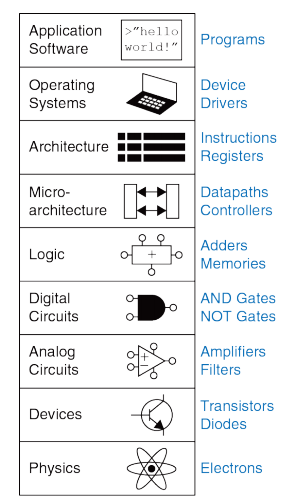 Application
Software
>"hello
world!"
Programs
Operating
Systems
Device
Drivers
Architecture
Instructions
Registers
Micro-
architecture
Datapaths
Controllers
Logic
+
Adders
Memories
Digital
Circuits
AND Gates
NOT Gates
Analog
Circuits
+
–
Amplifiers
Filters
Devices
Transistors
Diodes
Physics
Electrons